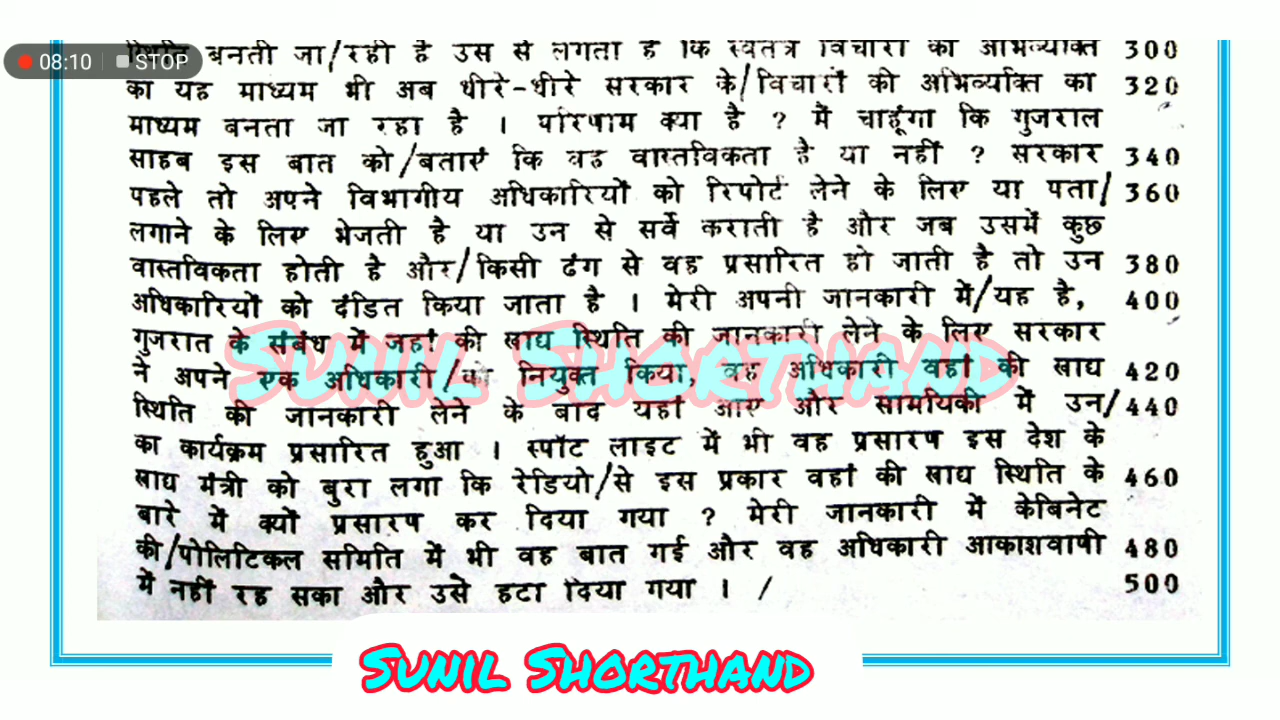 स्थिति बनती जा/रही है उस से लगता है कि स्वतंत्र विचारों की अभिव्यक्ति 300
08:10 STOP
का यह माध्यम भी अब धीरे-धीरे सरकार के/विचारों की अभिव्यक्ति का 320
माध्यम बनता जा रहा है । परिणाम क्या है ? मैं चाहूंगा कि गुजराल
साहब इस बात को/बताएं कि वह वास्तविकता है या नहीं ? सरकार 340
पहले तो अपने विभागीय अधिकारियों को रिपोर्ट लेने के लिए या पता/ 360
लगाने के लिए भेजती है या उन से सर्वे कराती है और जब उसमें कुछ
वास्तविकता होती है और/किसी ढंग से वह प्रसारित हो जाती है तो उन 380
अधिकारियों को दंडित किया जाता है । मेरी अपनी जानकारी में/यह है, 400
गुजरात के संबंध में जहां की खाद्य स्थिति की जानकारी लेने के लिए सरकार
ने अपने एक अधिकारी/को नियुक्त किया, वह अधिकारी वहां की खाद्य 420
Sunil Shorthand
स्थिति की जानकारी लेने के बाद यहां आए और सामयिकी में उन/ 440
का कार्यक्रम प्रसारित हुआ । स्पॉट लाइट में भी वह प्रसारण इस देश के
खाद्य मंत्री को बुरा लगा कि रेडियो/से इस प्रकार वहां की खाद्य स्थिति के 460
बारे में क्यों प्रसारण कर दिया गया ? मेरी जानकारी में केबिनेट
की/पोलिटिकल समिति में भी वह बात गई और वह अधिकारी आकाशवाणी 480
में नहीं रह सका और उसे हटा दिया गया । / 500
Sunil Shorthand